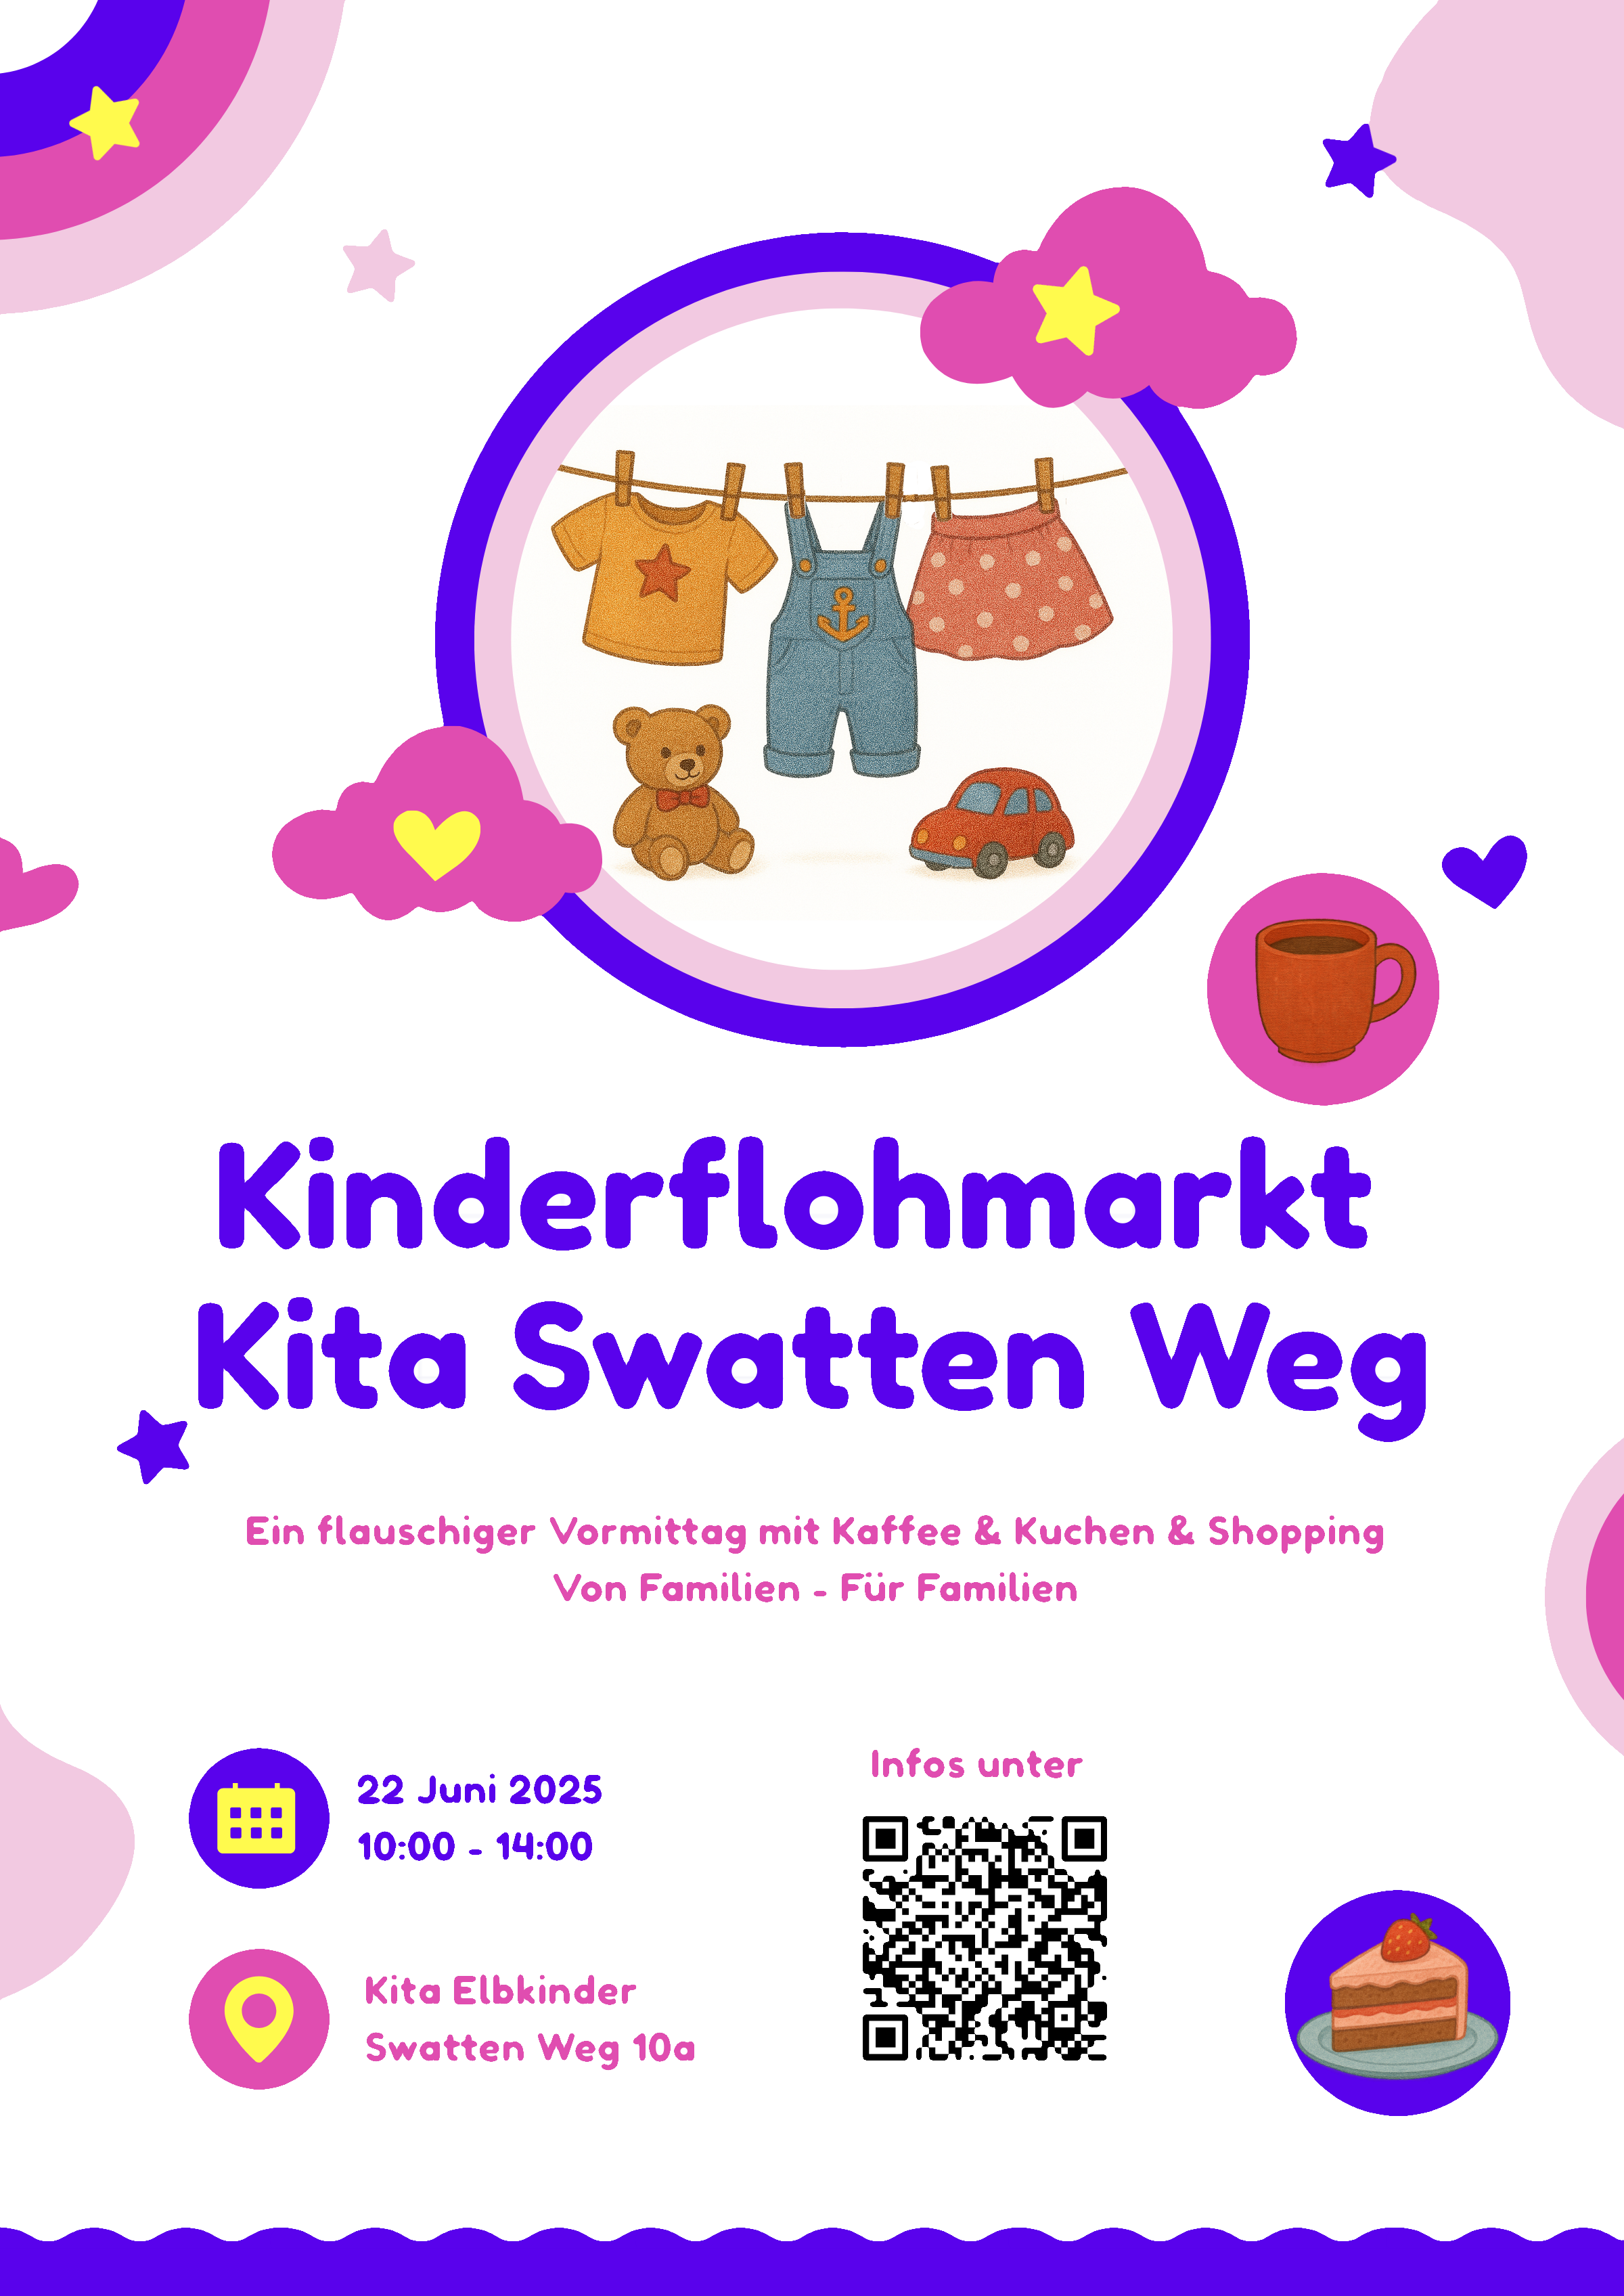 Kinderflohmarkt
Kita Swatten Weg
Ein flauschiger Vormittag mit Kaffee & Kuchen & Shopping
Von Familien - Für Familien
22 Juni 2025
10:00 - 14:00
Kita Elbkinder
Swatten Weg 10a
Infos unter